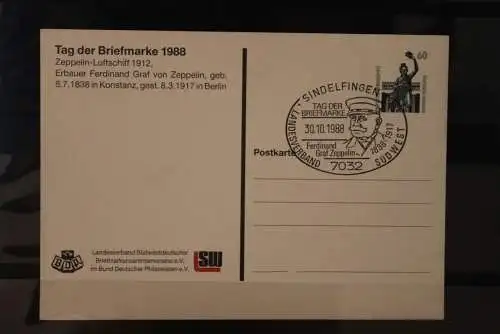 Tag der Briefmarke 1988
Zeppelin-Luftschiff 1912,
Erbauer Ferdinand Graf von Zeppelin, geb.
8.7.1838 in Konstanz, gest. 8.3.1917 in Berlin
60
SINDELFINGEN
TAG DER
BRIEFMARKE
30.10.1988
Ferdinand
Graf Zeppelin
1838-1917
7032
LANDESVERBAND SÜDWEST
Postkarte
BDPh
Landesverband Südwestdeutscher
Briefmarkensammlervereine e.V.
im Bund Deutscher Philatelisten e.V.
LSW